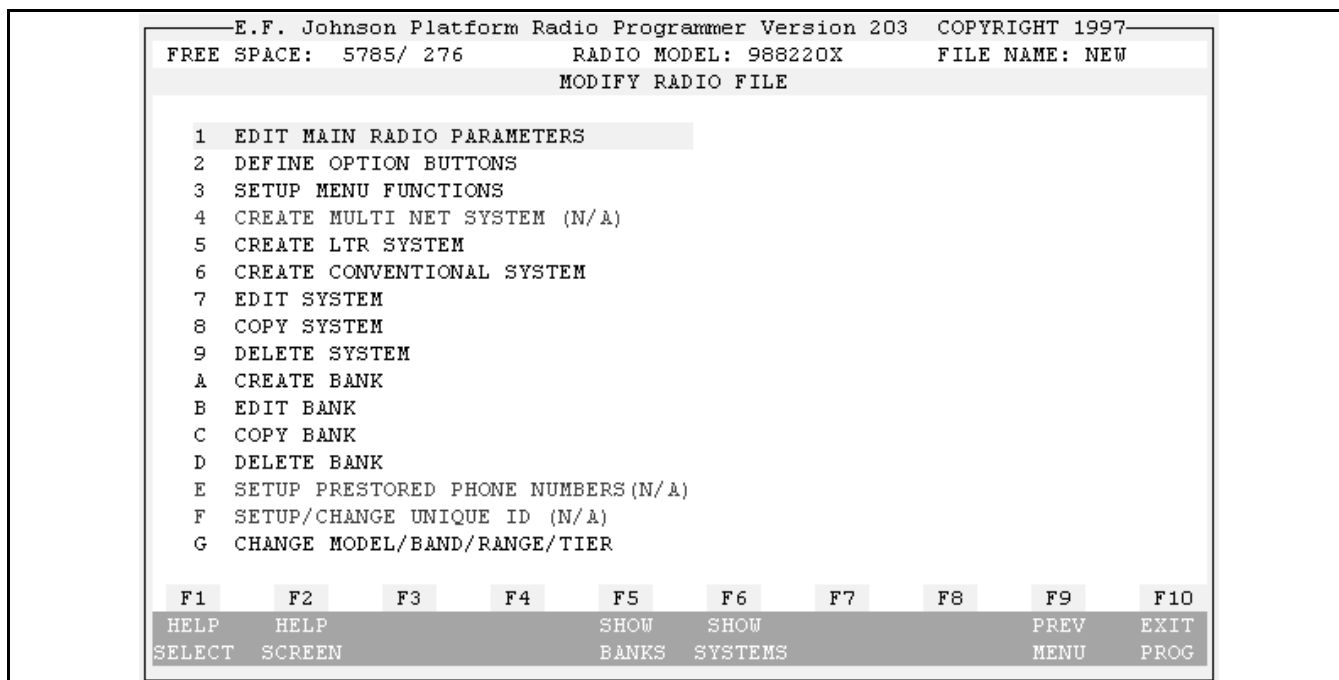 E.F. Johnson Platform Radio Programmer Version 203 COPYRIGHT 1997
FREE SPACE: 5785/ 276 RADIO MODEL: 988220X FILE NAME: NEW
MODIFY RADIO FILE
1 EDIT MAIN RADIO PARAMETERS
2 DEFINE OPTION BUTTONS
3 SETUP MENU FUNCTIONS
4 CREATE MULTI NET SYSTEM (N/A)
5 CREATE LTR SYSTEM
6 CREATE CONVENTIONAL SYSTEM
7 EDIT SYSTEM
8 COPY SYSTEM
9 DELETE SYSTEM
A CREATE BANK
B EDIT BANK
C COPY BANK
D DELETE BANK
E SETUP PRESTORED PHONE NUMBERS(N/A)
F SETUP/CHANGE UNIQUE ID (N/A)
G CHANGE MODEL/BAND/RANGE/TIER
F1 F2 F3 F4 F5 F6 F7 F8 F9 F10
HELP HELP SHOW SHOW PREV EXIT
SELECT SCREEN BANKS SYSTEMS MENU PROG